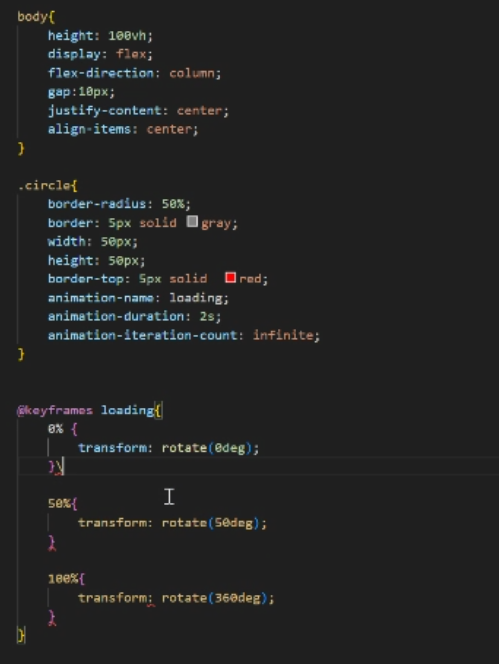 body{
height: 100vh;
display: flex;
flex-direction: column;
gap:10px;
justify-content: center;
align-items: center;
}
.circle{
border-radius: 50%;
border: 5px solid gray;
width: 50px;
height: 50px;
border-top: 5px solid red;
animation-name: loading;
animation-duration: 2s;
animation-iteration-count: infinite;
}
@keyframes loading{
0% {
transform: rotate(0deg);
}\
50%{
transform: rotate(50deg);
}
100%{
transform: rotate(360deg);
}
}